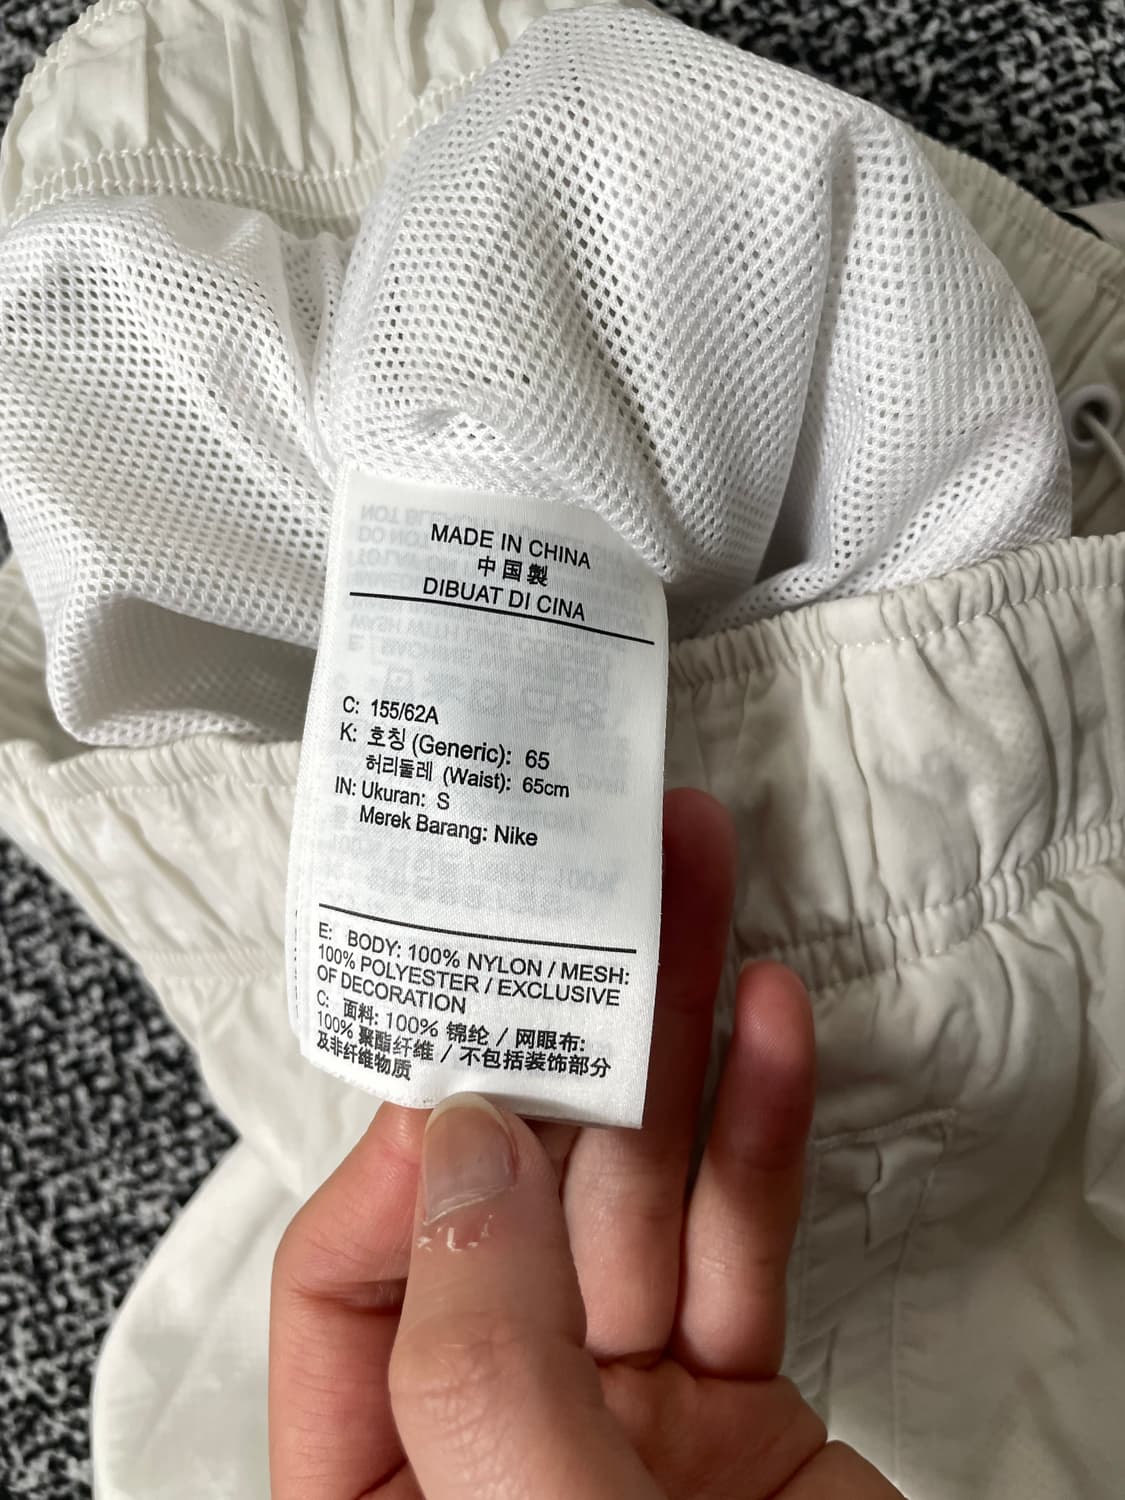 MADE IN CHINA
中国製
DIBUAT DI CINA
C: 155/62A
K: 호칭 (Generic): 65
허리둘레 (Waist): 65cm
IN: Ukuran: S
Merek Barang: Nike
E: BODY: 100% NYLON / MESH:
100% POLYESTER / EXCLUSIVE
OF DECORATION
C: 面料: 100% 锦纶 / 网眼布:
100% 聚酯纤维 / 不包括装饰部分
及非纤维物质